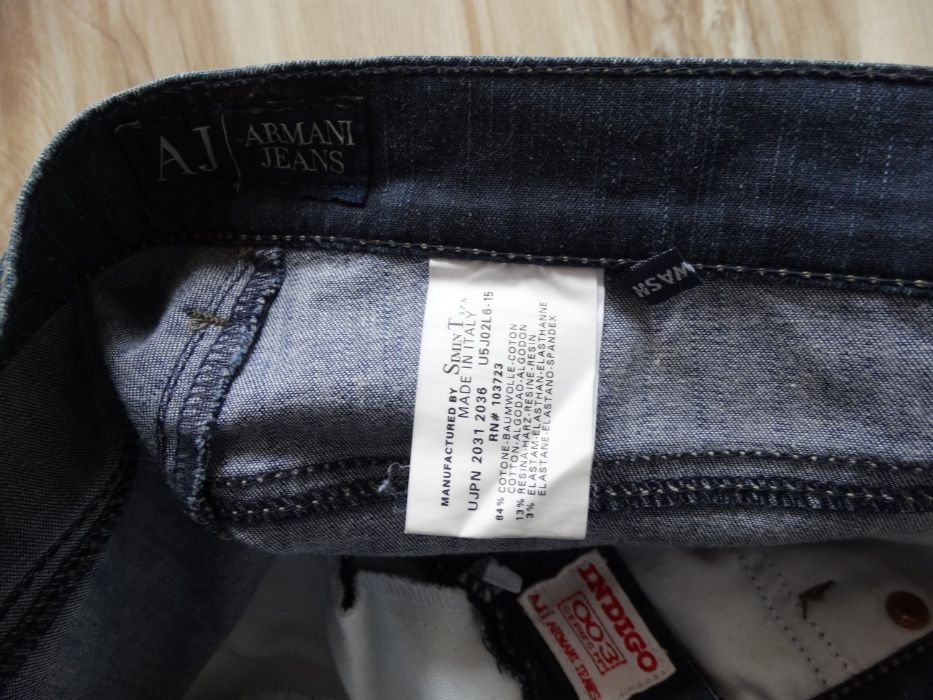 AJ
ARMANI
JEANS
WASH
MANUFACTURED BY SIMINT S.P.A.
MADE IN ITALY
UJPN 2031 2036 U5J02L6-15
RN# 103723
84% COTONE-BAUMWOLLE-COTON
COTTON-ALGODAO-ALGODON
13% RESINA-HARZ-RESINE-RESIN
3% ELASTAM-ELASTHAN-ELASTHANNE
ELASTANE-ELASTANO-SPANDEX
INDIGO
003
AJ ARMANI JEANS